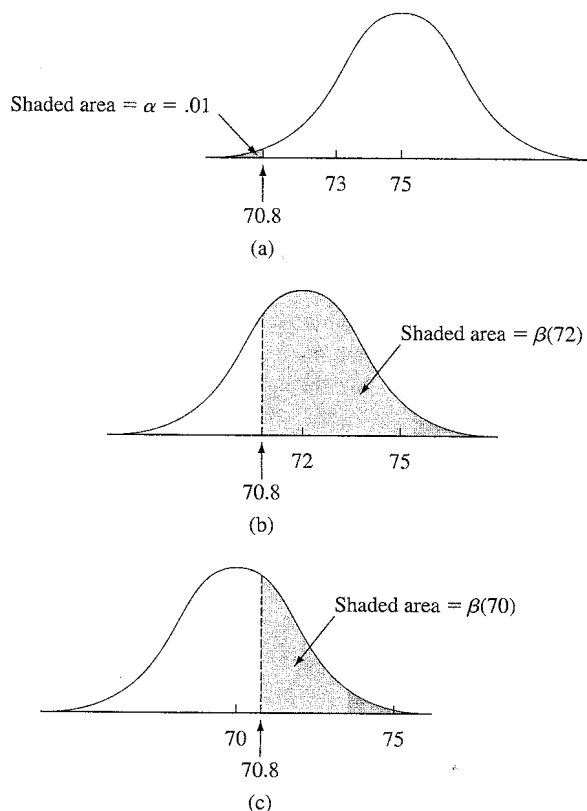 Shaded area = α = .01
73 75
70.8
(a)
Shaded area = β(72)
72 75
70.8
(b)
Shaded area = β(70)
70 75
70.8
(c)